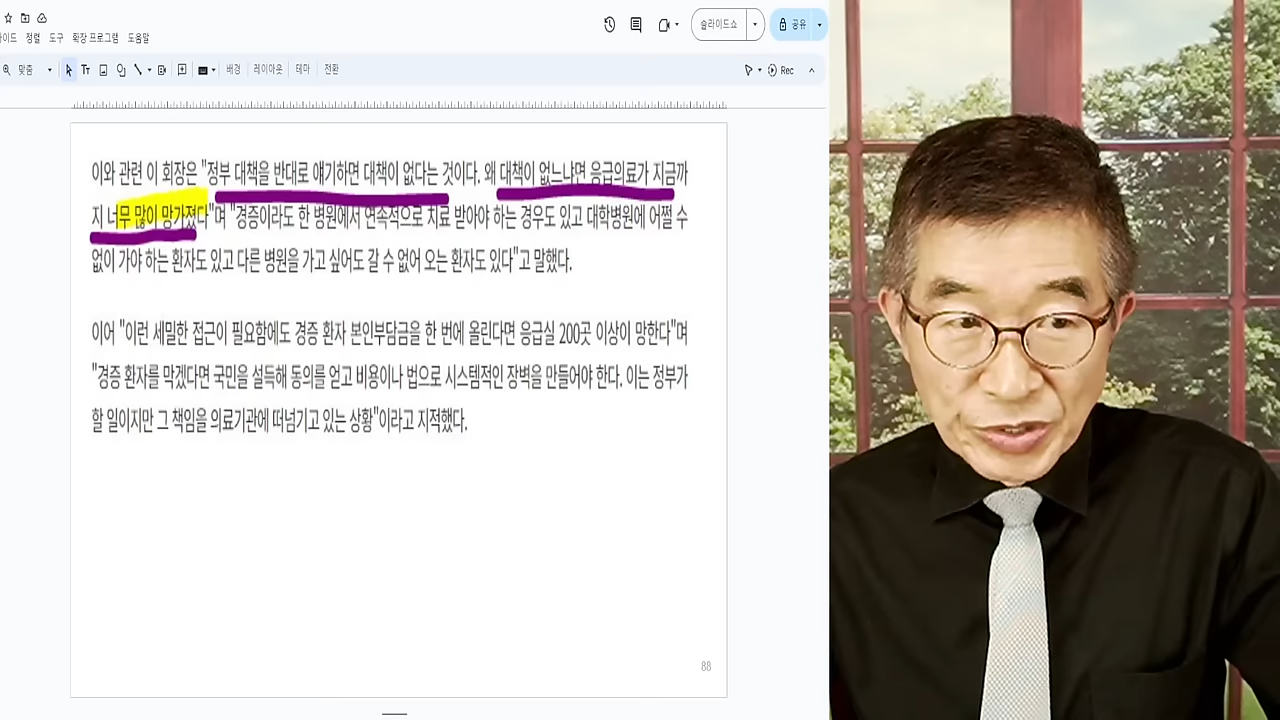 슬라이드쇼
공유
이드 정렬 도구 확장 프로그램 도움말
맞춤
배경 레이아웃 테마 전환
Rec
이와 관련 이 회장은 "정부 대책을 반대로 얘기하면 대책이 없다는 것이다. 왜 대책이 없느냐면 응급의료가 지금까
지 너무 많이 망가졌다"며 "경증이라도 한 병원에서 연속적으로 치료 받아야 하는 경우도 있고 대학병원에 어쩔 수
없이 가야 하는 환자도 있고 다른 병원을 가고 싶어도 갈 수 없어 오는 환자도 있다"고 말했다.
이어 "이런 세밀한 접근이 필요함에도 경증 환자 본인부담금을 한 번에 올린다면 응급실 200곳 이상이 망한다"며
"경증 환자를 막겠다면 국민을 설득해 동의를 얻고 비용이나 법으로 시스템적인 장벽을 만들어야 한다. 이는 정부가
할 일이지만 그 책임을 의료기관에 떠넘기고 있는 상황"이라고 지적했다.
88